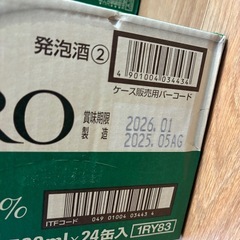 発泡酒②
4 901004 034434
ケース販売用バーコード
RO
賞味期限 2026.01
製造 2025.05AG
%
ml×24缶入 1RY83
ITFコード 049 01004 03443 4